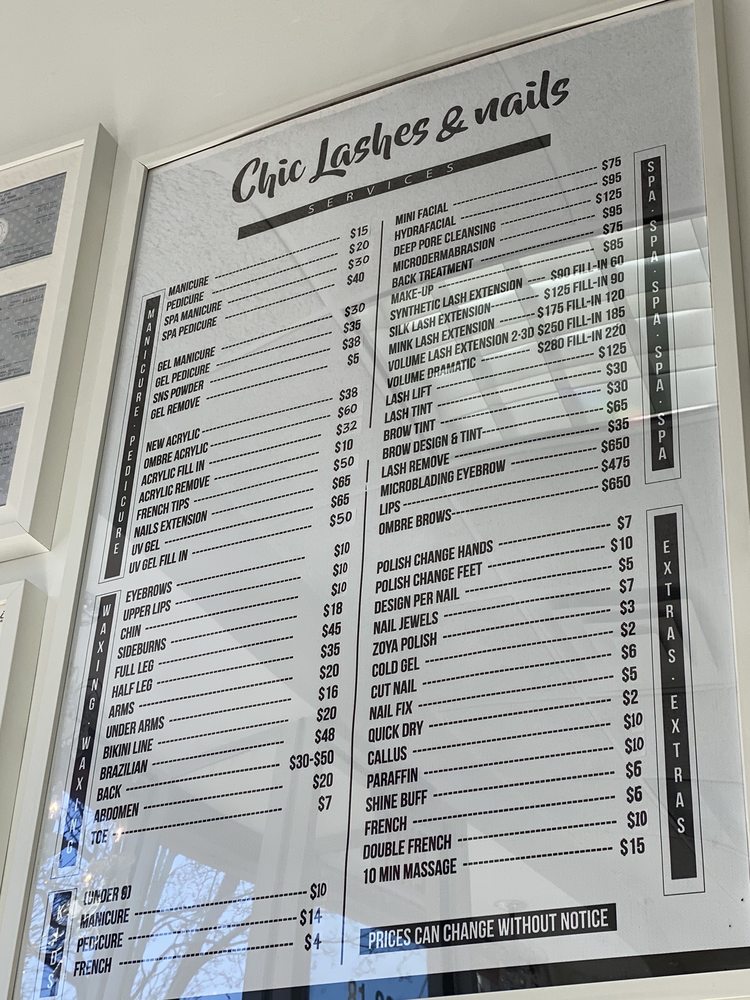 Chic Lashes & nails
SERVICES
MANICURE · PEDICURE
MANICURE $15
PEDICURE $20
SPA MANICURE $30
SPA PEDICURE $40
GEL MANICURE $30
GEL PEDICURE $35
SNS POWDER $38
GEL REMOVE $5
NEW ACRYLIC $38
OMBRE ACRYLIC $60
ACRYLIC FILL IN $32
ACRYLIC REMOVE $10
FRENCH TIPS $50
NAILS EXTENSION $65
UV GEL $65
UV GEL FILL IN $50
WAXING · WAXING
EYEBROWS $10
UPPER LIPS $10
CHIN $10
SIDEBURNS $18
FULL LEG $45
HALF LEG $35
ARMS $20
UNDER ARMS $16
BIKINI LINE $20
BRAZILIAN $48
BACK $30-$50
ABDOMEN $20
TOE $7
KIDS
(UNDER 8)
MANICURE $10
PEDICURE $14
FRENCH $4
SPA · SPA · SPA · SPA · SPA
MINI FACIAL $75
HYDRAFACIAL $95
DEEP PORE CLEANSING $125
MICRODERMABRASION $95
BACK TREATMENT $75
MAKE-UP $85
SYNTHETIC LASH EXTENSION $90 FILL-IN 60
SILK LASH EXTENSION $125 FILL-IN 90
MINK LASH EXTENSION $175 FILL-IN 120
VOLUME LASH EXTENSION 2-3D $250 FILL-IN 185
VOLUME DRAMATIC $280 FILL-IN 220
LASH LIFT $125
LASH TINT $30
BROW TINT $30
BROW DESIGN & TINT $65
LASH REMOVE $35
MICROBLADING EYEBROW $650
LIPS $475
OMBRE BROWS $650
EXTRAS · EXTRAS
POLISH CHANGE HANDS $7
POLISH CHANGE FEET $10
DESIGN PER NAIL $5
NAIL JEWELS $7
ZOYA POLISH $3
COLD GEL $2
CUT NAIL $6
NAIL FIX $5
QUICK DRY $2
CALLUS $10
PARAFFIN $10
SHINE BUFF
FRENCH
DOUBLE FRENCH $10
10 MIN MASSAGE $15
PRICES CAN CHANGE WITHOUT NOTICE